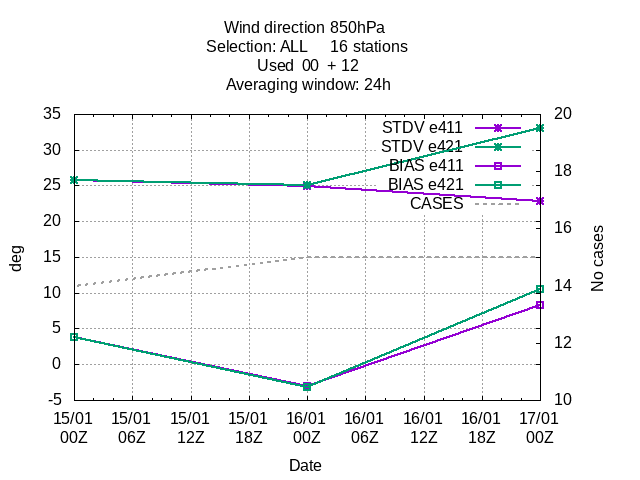 Wind direction 850hPa
Selection: ALL 16 stations
Used 00 + 12
Averaging window: 24h
35
30
25
20
15
10
5
0
-5
deg
20
18
16
14
12
10
No cases
STDV e411
STDV e421
BIAS e411
BIAS e421
CASES
15/01 15/01 15/01 15/01 16/01 16/01 16/01 16/01 17/01
00Z 06Z 12Z 18Z 00Z 06Z 12Z 18Z 00Z
Date